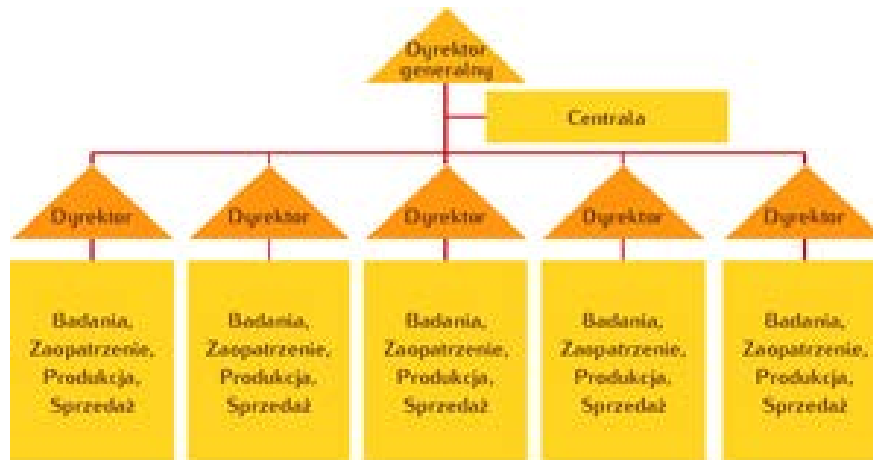 Dyrektor
generalny
Centrala
Dyrektor
Dyrektor
Dyrektor
Dyrektor
Dyrektor
Badania,
Zaopatrzenie,
Produkcja,
Sprzedaż
Badania,
Zaopatrzenie,
Produkcja,
Sprzedaż
Badania,
Zaopatrzenie,
Produkcja,
Sprzedaż
Badania,
Zaopatrzenie,
Produkcja,
Sprzedaż
Badania,
Zaopatrzenie,
Produkcja,
Sprzedaż